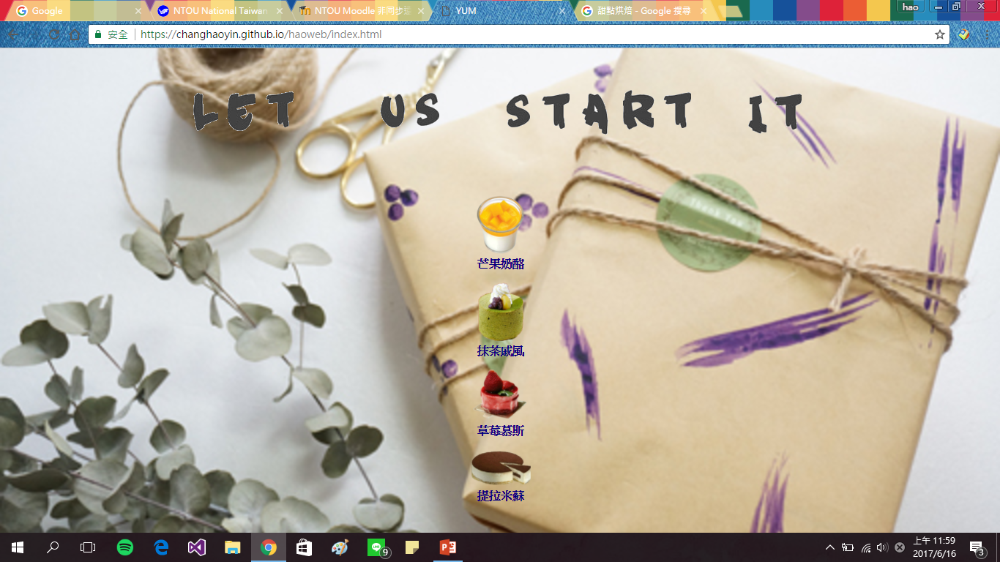 Google
NTOU National Taiwan
NTOU Moodle 非同步
YUM
甜點烘焙 - Google 搜尋
hao
安全
https://changhaoyin.github.io/haoweb/index.html
LET US START IT
thank you
芒果奶酪
抹茶戚風
草莓慕斯
提拉米蘇
9
上午 11:59
2017/6/16
3